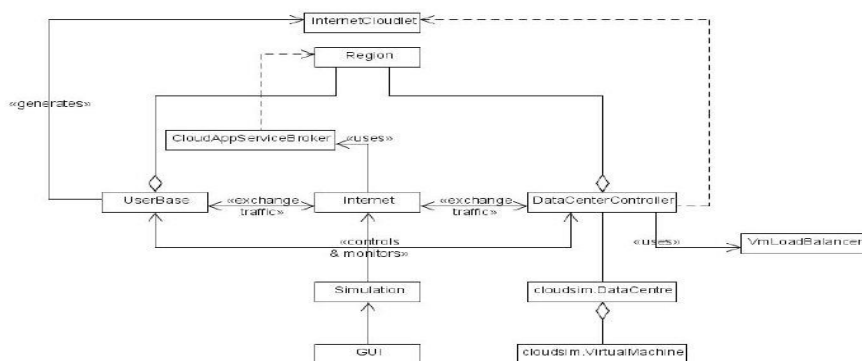 InternetCloudlet
Region
«generates»
CloudAppServiceBroker
«uses»
UserBase
«exchange
traffic»
Internet
«exchange
traffic»
DataCenterController
«controls
& monitors»
«uses»
VmLoadBalancer
Simulation
cloudsim.DataCentre
GUI
cloudsim.VirtualMachine